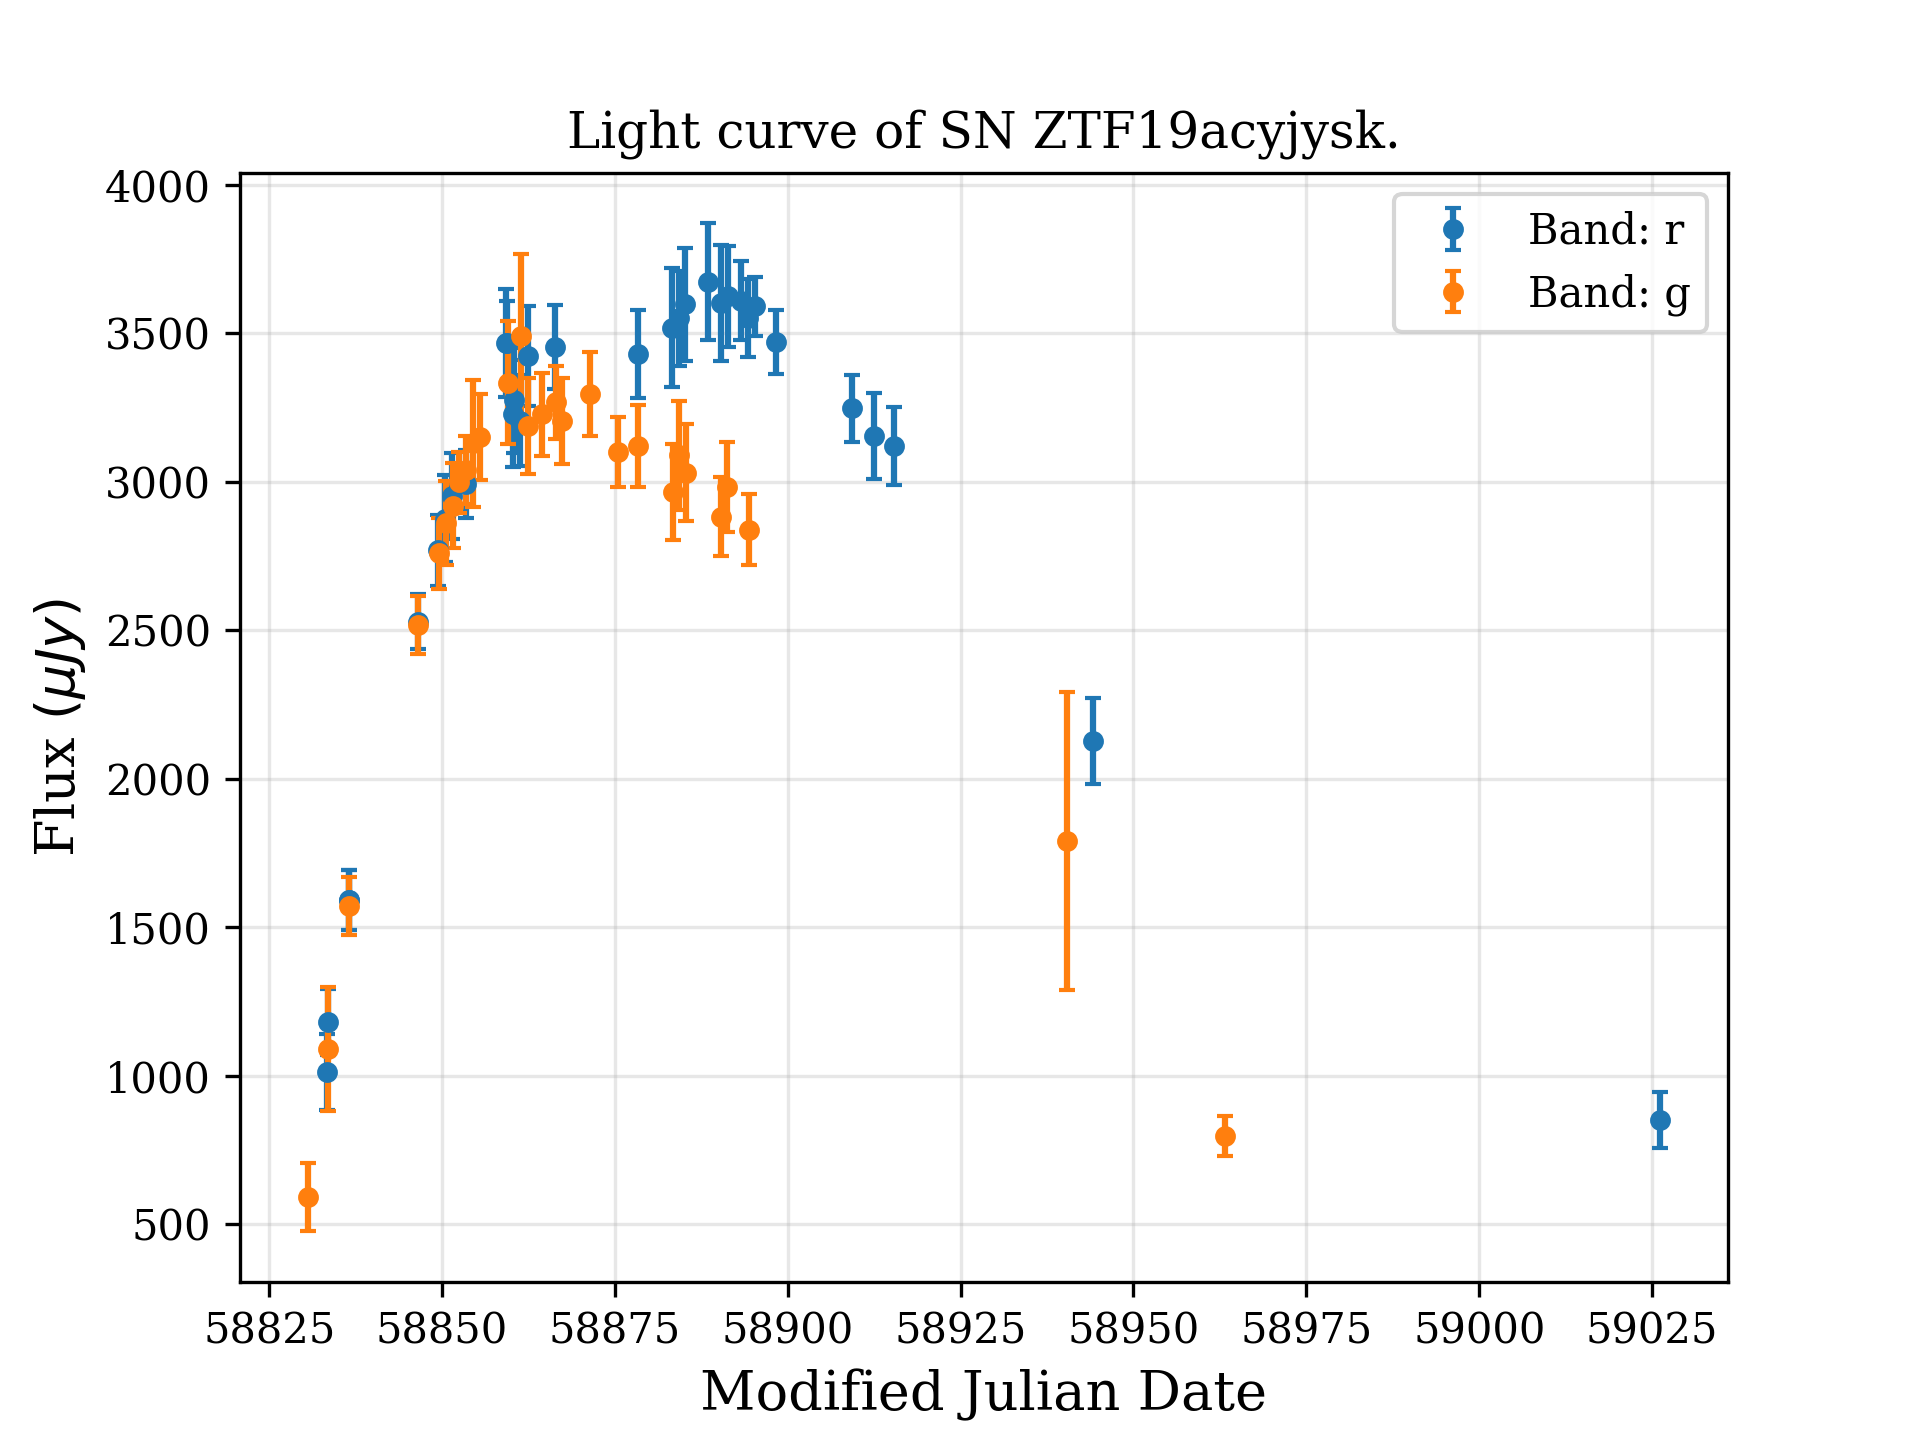 Light curve of SN ZTF19acyjysk.
4000
3500
3000
2500
2000
1500
1000
500
Flux (μJy)
58825 58850 58875 58900 58925 58950 58975 59000 59025
Modified Julian Date
Band: r
Band: g